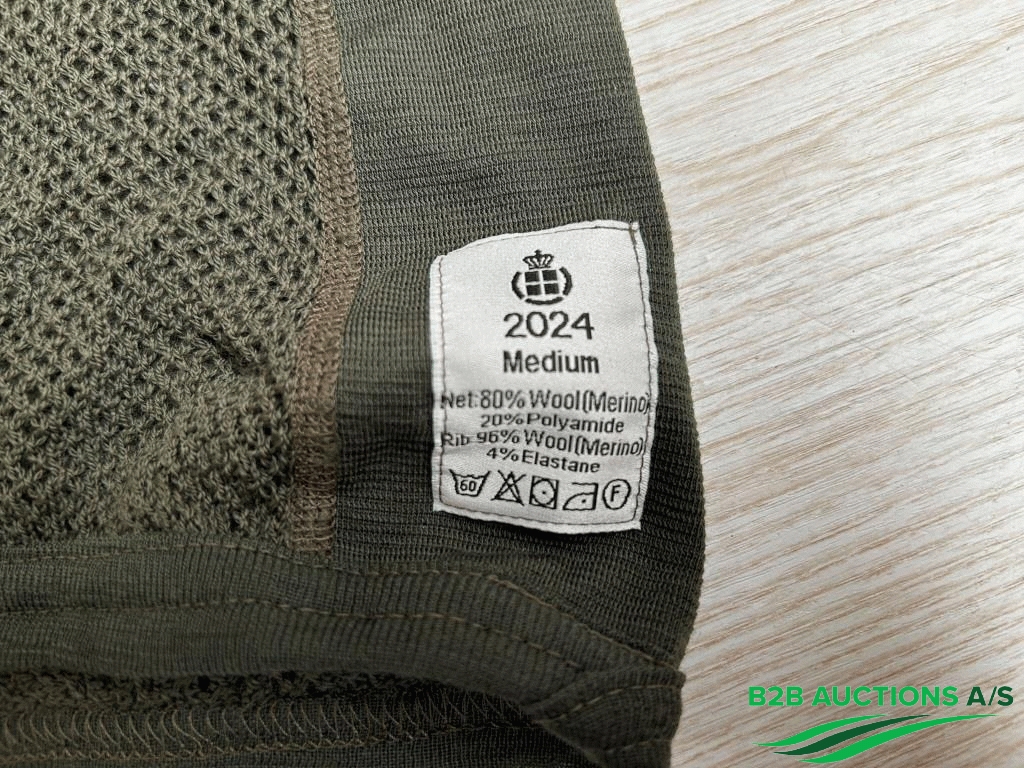 2024
Medium
Net:80% Wool(Merino)
20% Polyamide
Rib 96% Wool(Merino)
4% Elastane
60 F
B2B AUCTIONS A/S